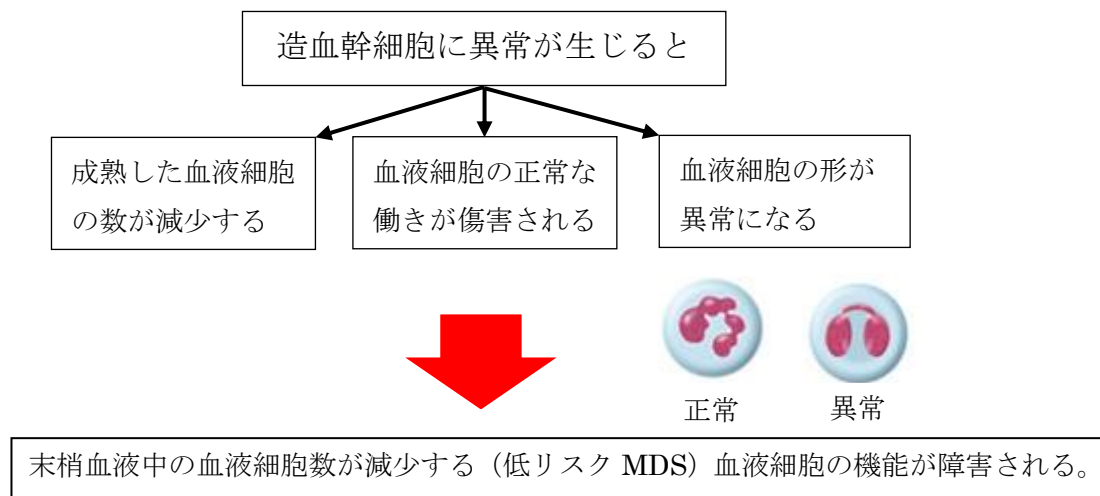 造血幹細胞に異常が生じると
成熟した血液細胞
の数が減少する
血液細胞の正常な
働きが傷害される
血液細胞の形が
異常になる
正常
異常
末梢血液中の血液細胞数が減少する（低リスク MDS）血液細胞の機能が障害される。